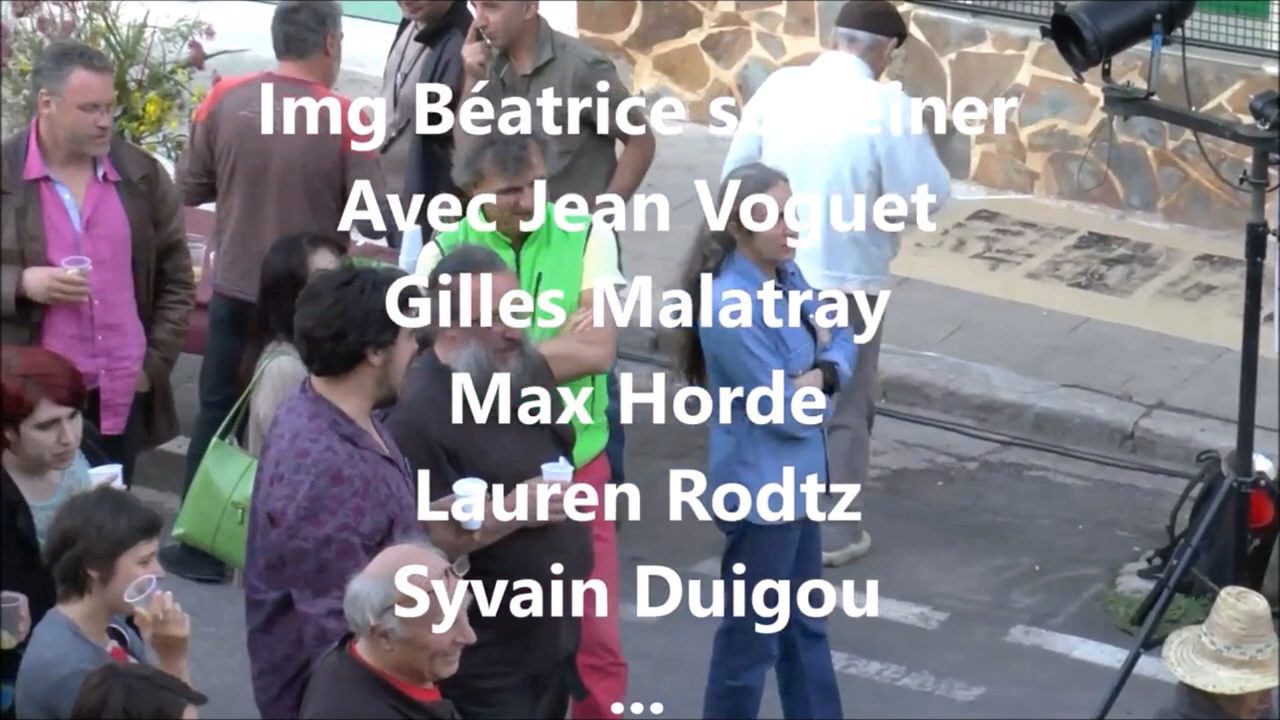 Img Béatrice
Avec Jean Voguet
Gilles Malatray
Max Horde
Lauren Rodtz
Syvain Duigou
...